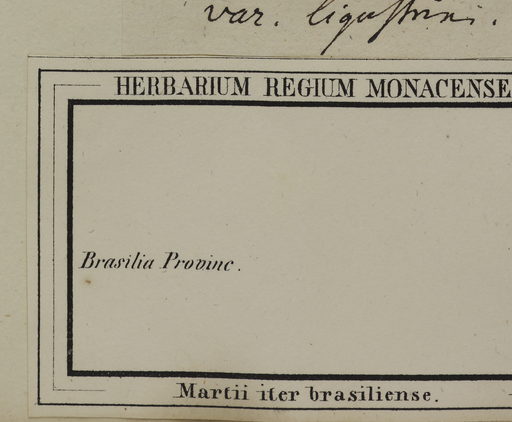 var. ligustrini.
HERBARIUM REGIUM MONACENSE
Brasilia Provinc.
Martii iter brasiliense.